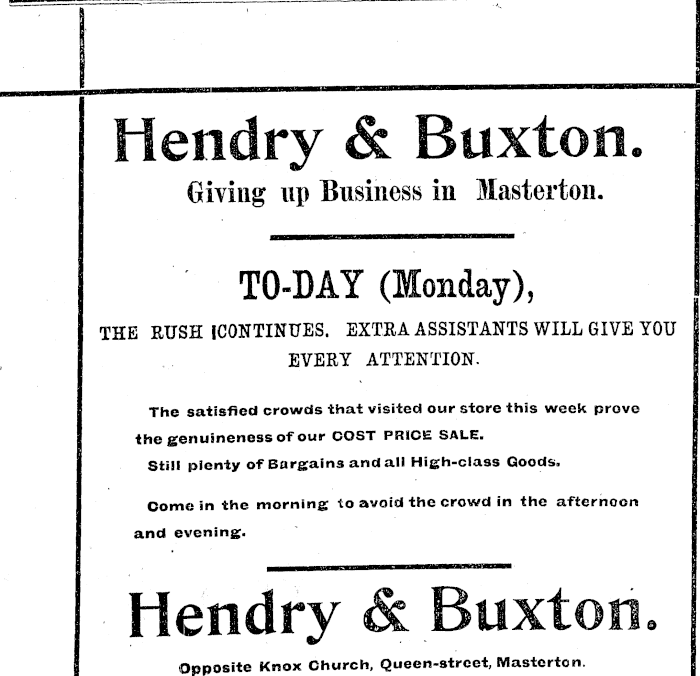 Hendry & Buxton.
Giving up Business in Masterton.
TO-DAY (Monday),
THE RUSH CONTINUES. EXTRA ASSISTANTS WILL GIVE YOU
EVERY ATTENTION.
The satisfied crowds that visited our store this week prove
the genuineness of our COST PRICE SALE.
Still plenty of Bargains and all High-class Goods.
Come in the morning to avoid the crowd in the afternoon
and evening.
Hendry & Buxton.
Opposite Knox Church, Queen-street, Masterton.